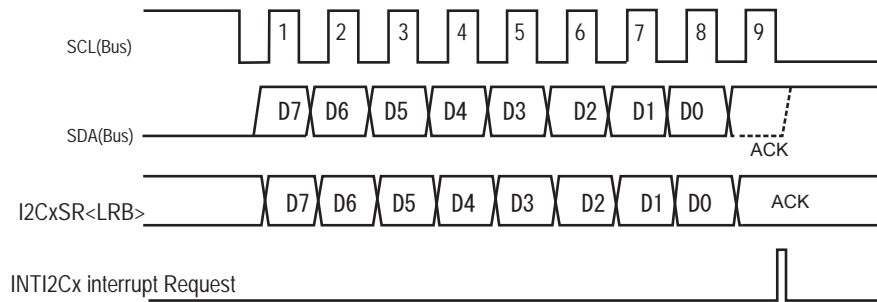 SCL(Bus) 1 2 3 4 5 6 7 8 9
SDA(Bus) D7 D6 D5 D4 D3 D2 D1 D0
ACK
I2CxSR<LRB> D7 D6 D5 D4 D3 D2 D1 D0 ACK
INTI2Cx interrupt Request